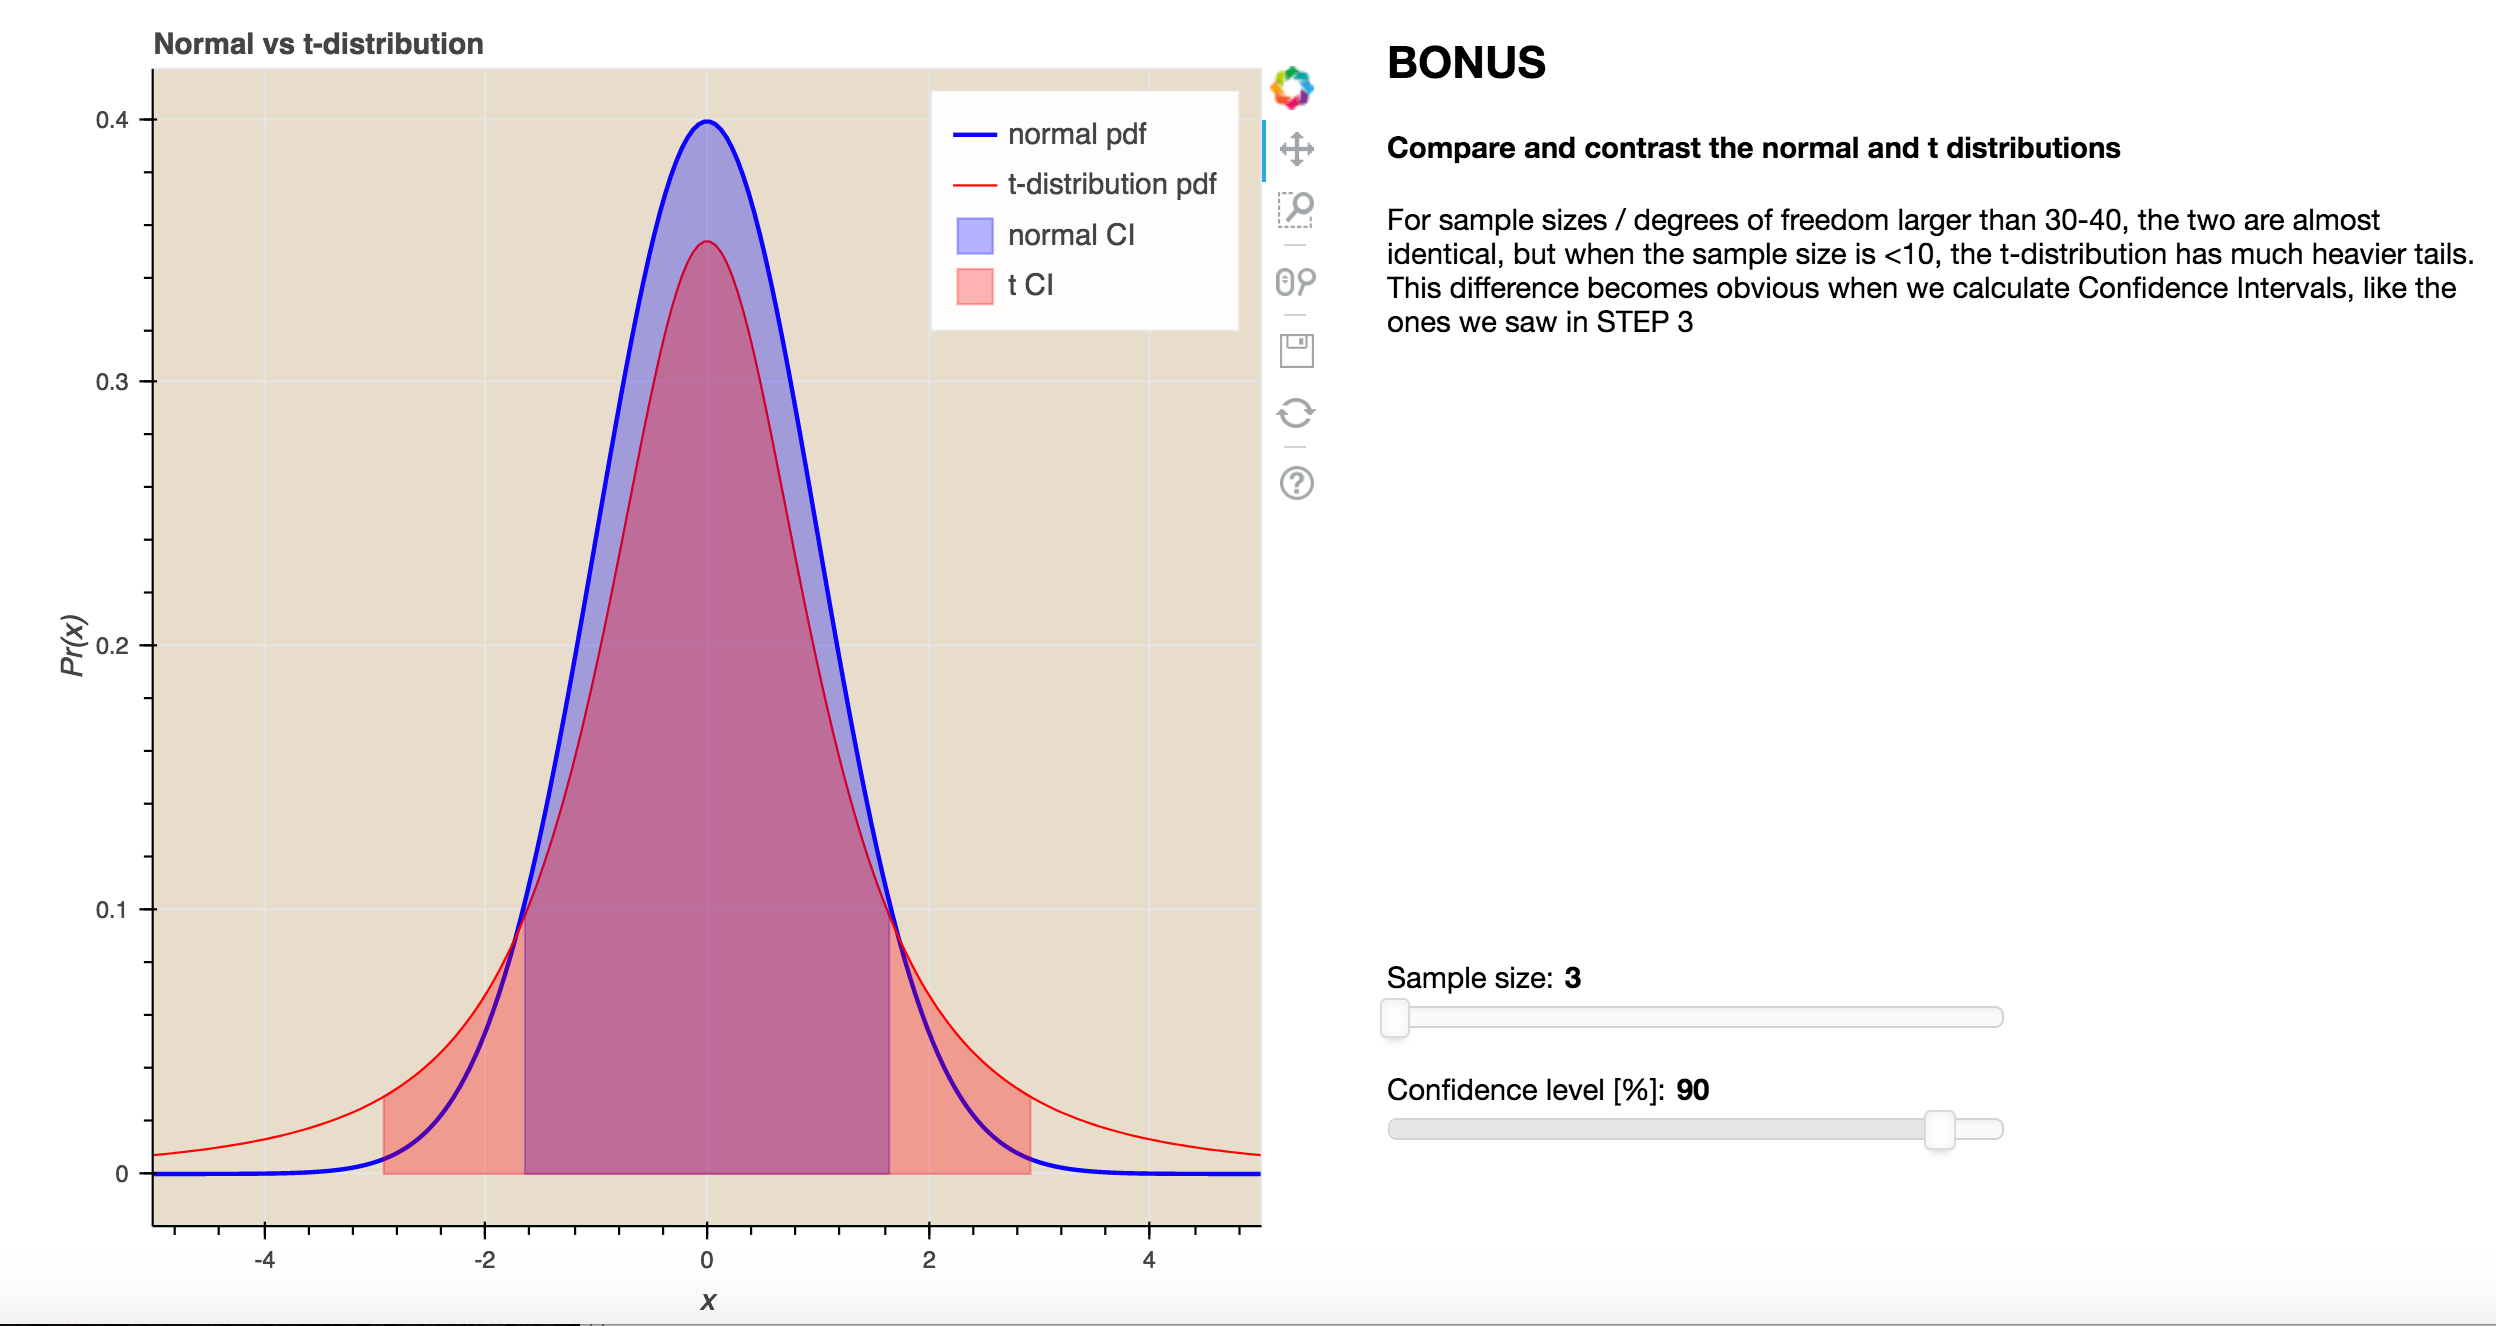 Normal vs t-distribution
0.4
0.3
0.2
0.1
0
Pr(x)
-4
-2
0
2
4
x
normal pdf
t-distribution pdf
normal CI
t CI
BONUS
Compare and contrast the normal and t distributions
For sample sizes / degrees of freedom larger than 30-40, the two are almost
identical, but when the sample size is <10, the t-distribution has much heavier tails.
This difference becomes obvious when we calculate Confidence Intervals, like the
ones we saw in STEP 3
Sample size: 3
Confidence level [%]: 90